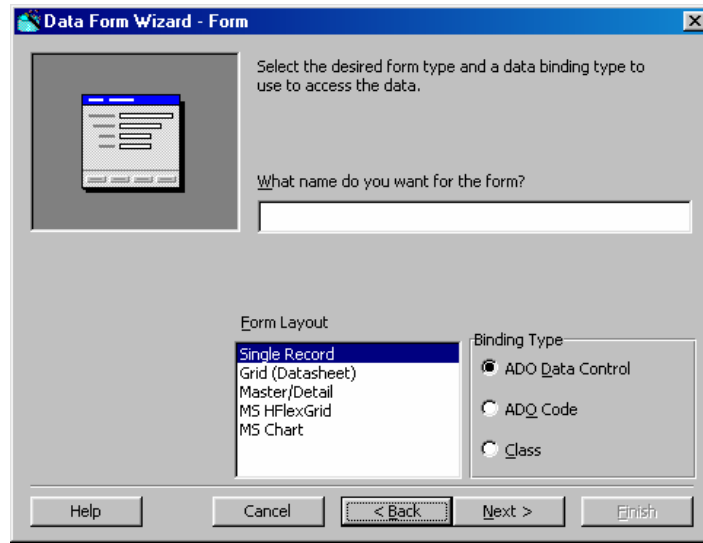 Data Form Wizard - Form
Select the desired form type and a data binding type to
use to access the data.
What name do you want for the form?
Form Layout
Single Record
Grid (Datasheet)
Master/Detail
MS HFlexGrid
MS Chart
Binding Type
ADO Data Control
ADO Code
Class
Help
Cancel
< Back
Next >
Finish